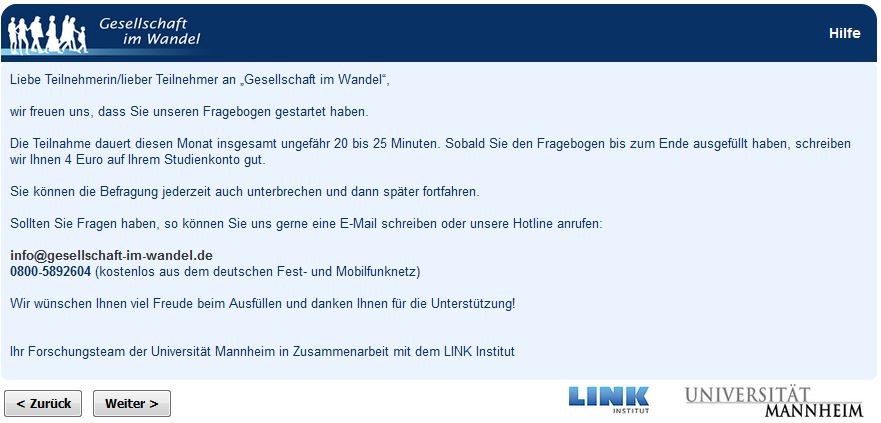 Gesellschaft
im Wandel
Hilfe
Liebe Teilnehmerin/lieber Teilnehmer an „Gesellschaft im Wandel“,
wir freuen uns, dass Sie unseren Fragebogen gestartet haben.
Die Teilnahme dauert diesen Monat insgesamt ungefähr 20 bis 25 Minuten. Sobald Sie den Fragebogen bis zum Ende ausgefüllt haben, schreiben
wir Ihnen 4 Euro auf Ihrem Studienkonto gut.
Sie können die Befragung jederzeit auch unterbrechen und dann später fortfahren.
Sollten Sie Fragen haben, so können Sie uns gerne eine E-Mail schreiben oder unsere Hotline anrufen:
info@gesellschaft-im-wandel.de
0800-5892604 (kostenlos aus dem deutschen Fest- und Mobilfunknetz)
Wir wünschen Ihnen viel Freude beim Ausfüllen und danken Ihnen für die Unterstützung!
Ihr Forschungsteam der Universität Mannheim in Zusammenarbeit mit dem LINK Institut
< Zurück
Weiter >
LINK
INSTITUT
UNIVERSITÄT
MANNHEIM